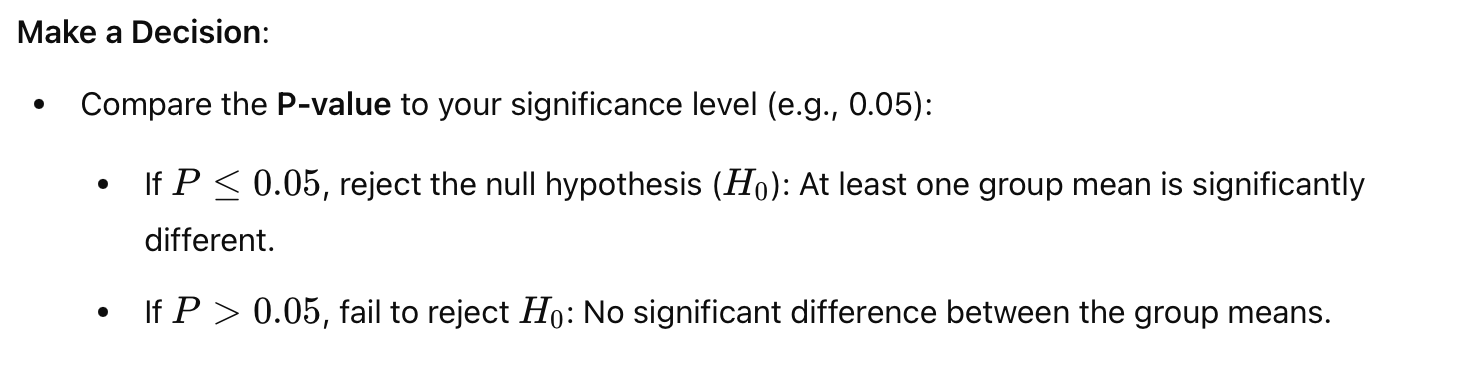 Make a Decision:
• Compare the P-value to your significance level (e.g., 0.05):
• If P ≤ 0.05, reject the null hypothesis (H₀): At least one group mean is significantly
different.
• If P > 0.05, fail to reject H₀: No significant difference between the group means.